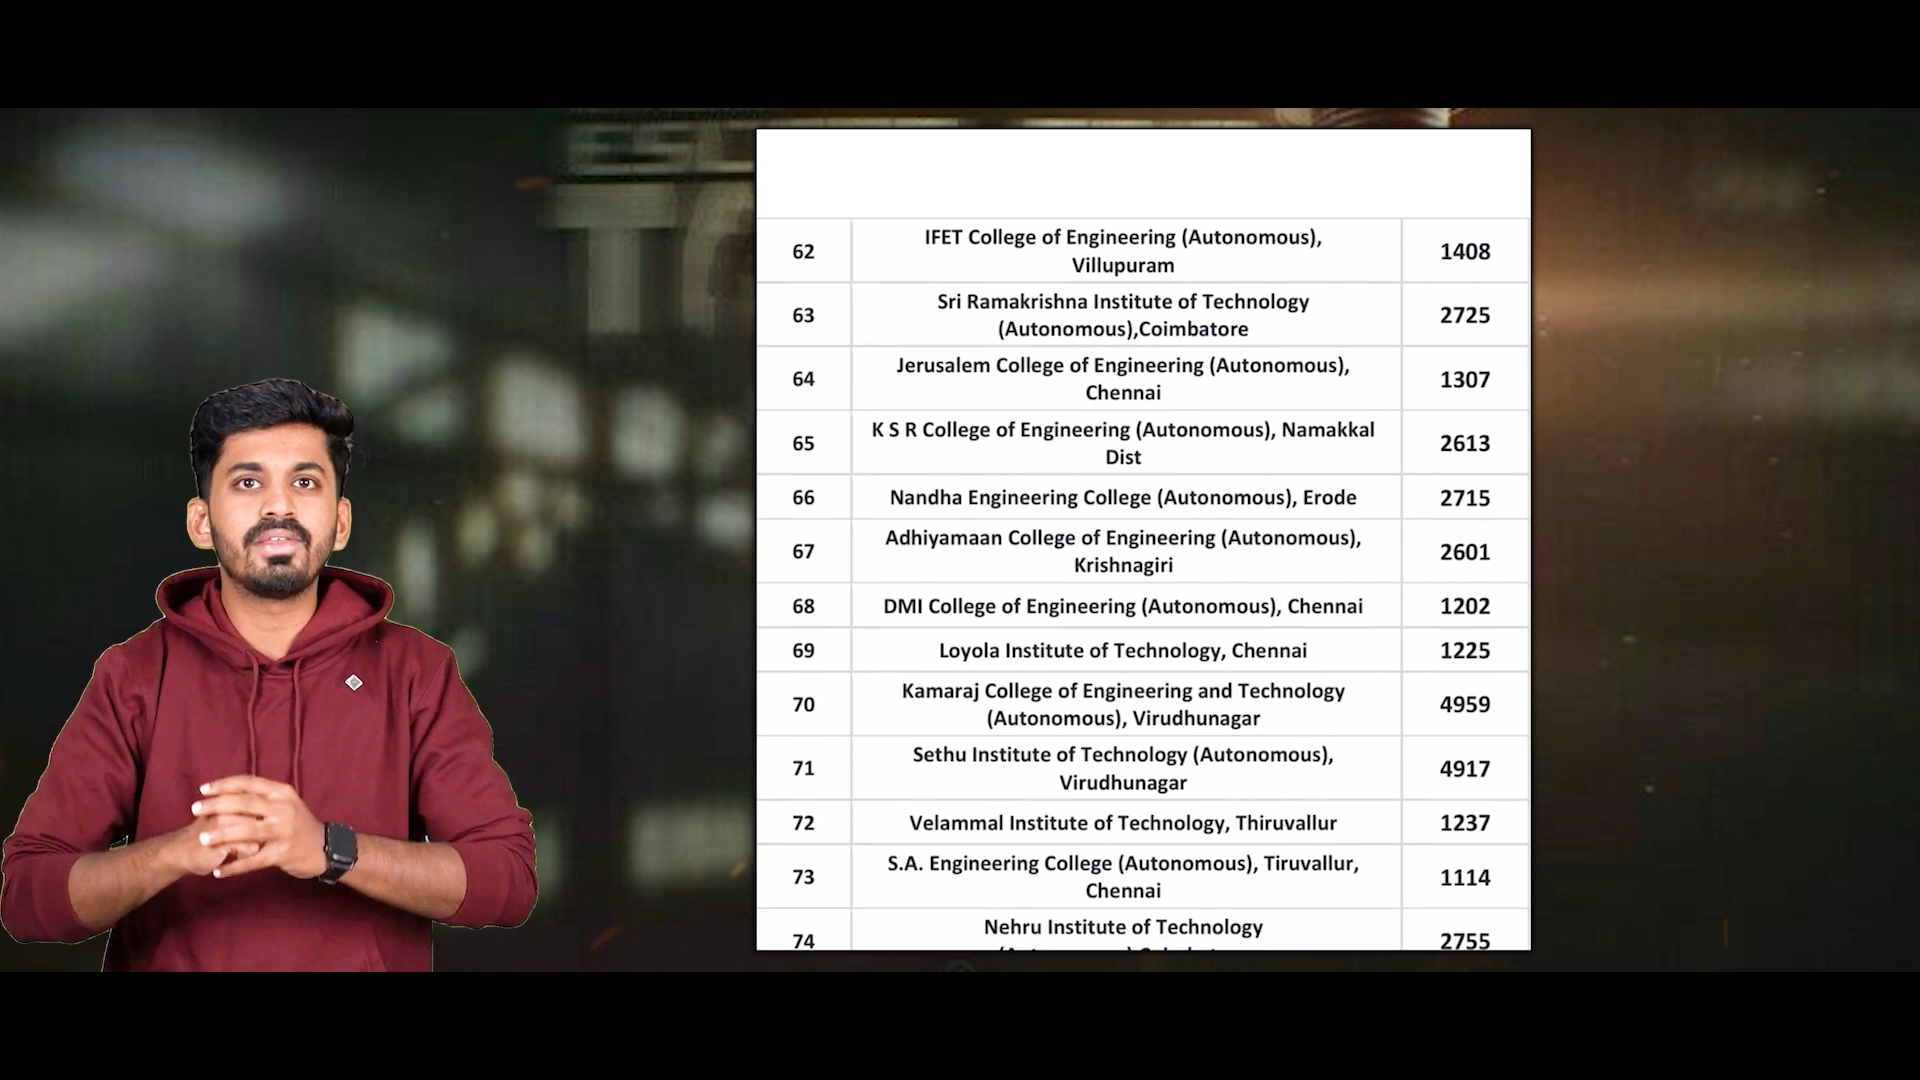 62
IFET College of Engineering (Autonomous),
Villupuram
1408
63
Sri Ramakrishna Institute of Technology
(Autonomous),Coimbatore
2725
64
Jerusalem College of Engineering (Autonomous),
Chennai
1307
65
K S R College of Engineering (Autonomous), Namakkal
Dist
2613
66
Nandha Engineering College (Autonomous), Erode
2715
67
Adhiyamaan College of Engineering (Autonomous),
Krishnagiri
2601
68
DMI College of Engineering (Autonomous), Chennai
1202
69
Loyola Institute of Technology, Chennai
1225
70
Kamaraj College of Engineering and Technology
(Autonomous), Virudhunagar
4959
71
Sethu Institute of Technology (Autonomous),
Virudhunagar
4917
72
Velammal Institute of Technology, Thiruvallur
1237
73
S.A. Engineering College (Autonomous), Tiruvallur,
Chennai
1114
74
Nehru Institute of Technology
2755